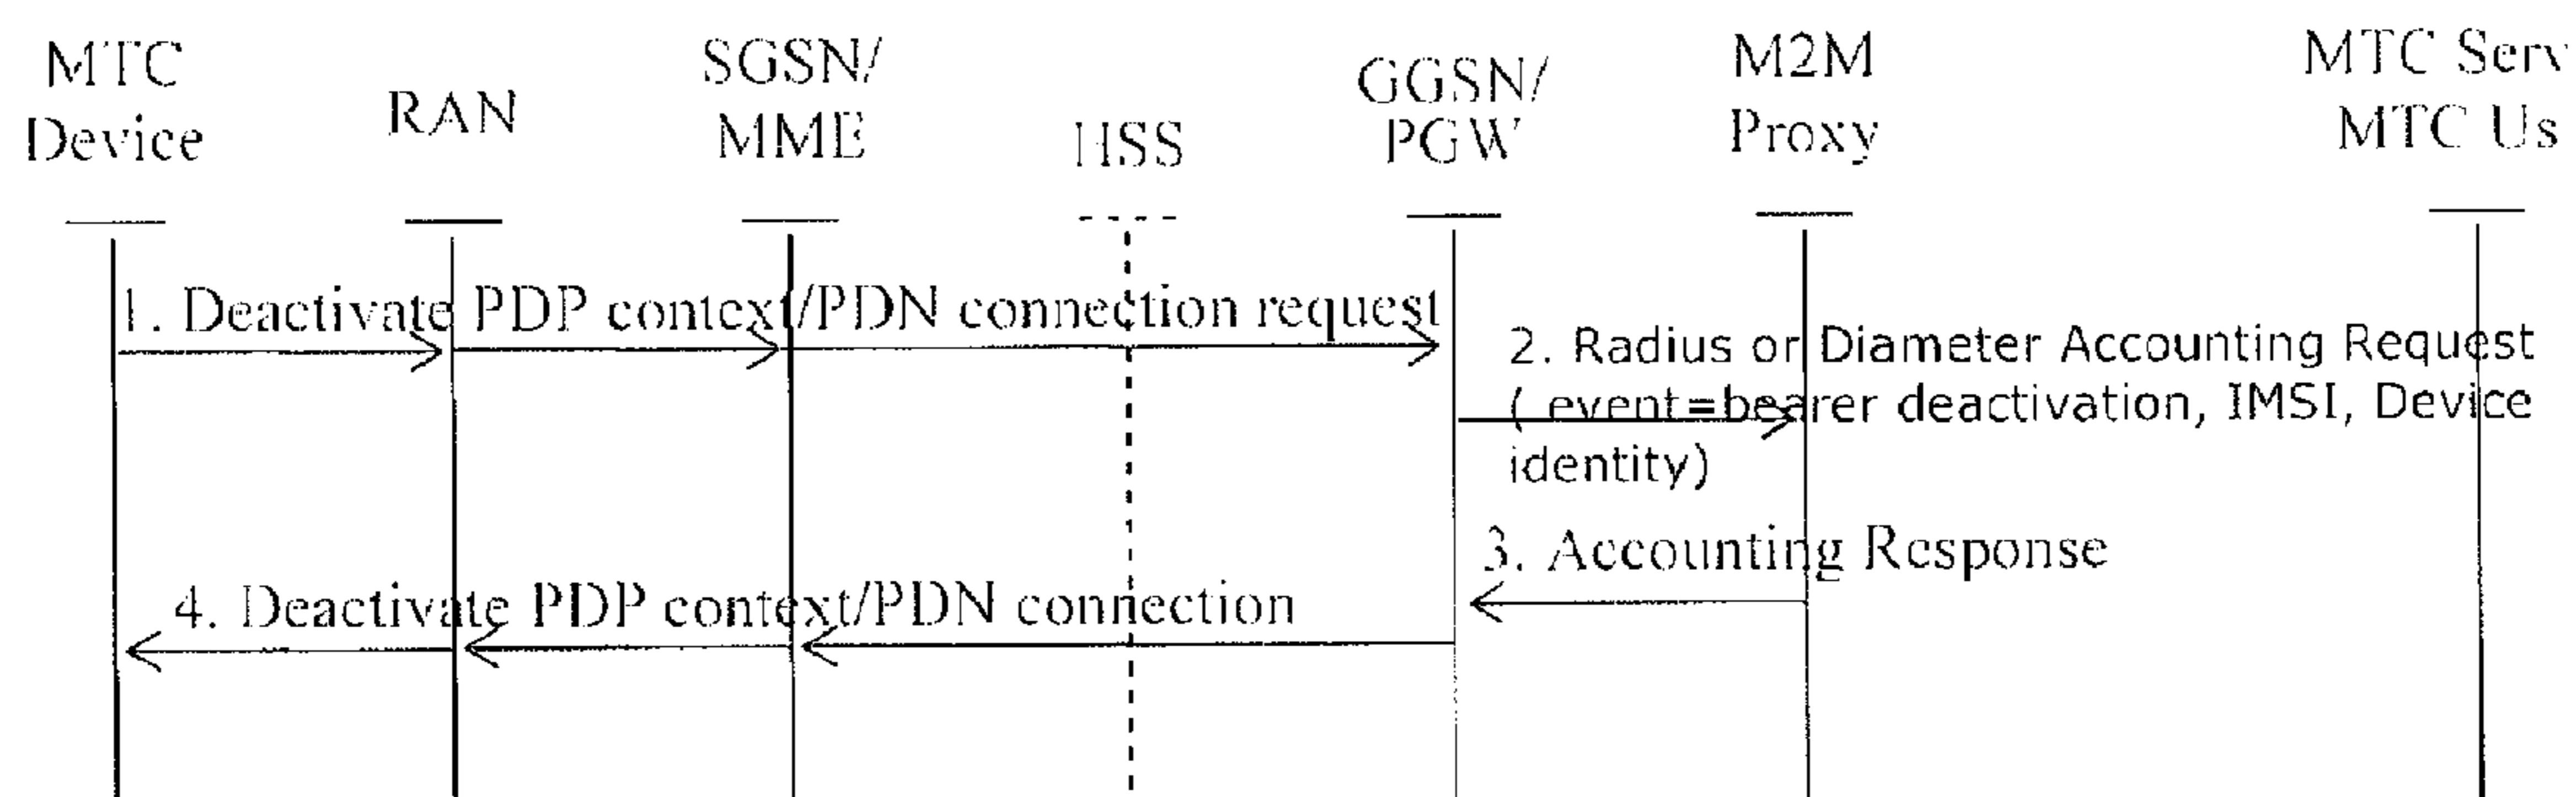 MTC
Device
RAN
SGSN/
MME
HSS
GGSN/
PGW
M2M
Proxy
MTC Serv
MTC Us
1. Deactivate PDP context/PDN connection request
2. Radius or Diameter Accounting Request
( event=bearer deactivation, IMSI, Device
identity)
3. Accounting Response
4. Deactivate PDP context/PDN connection